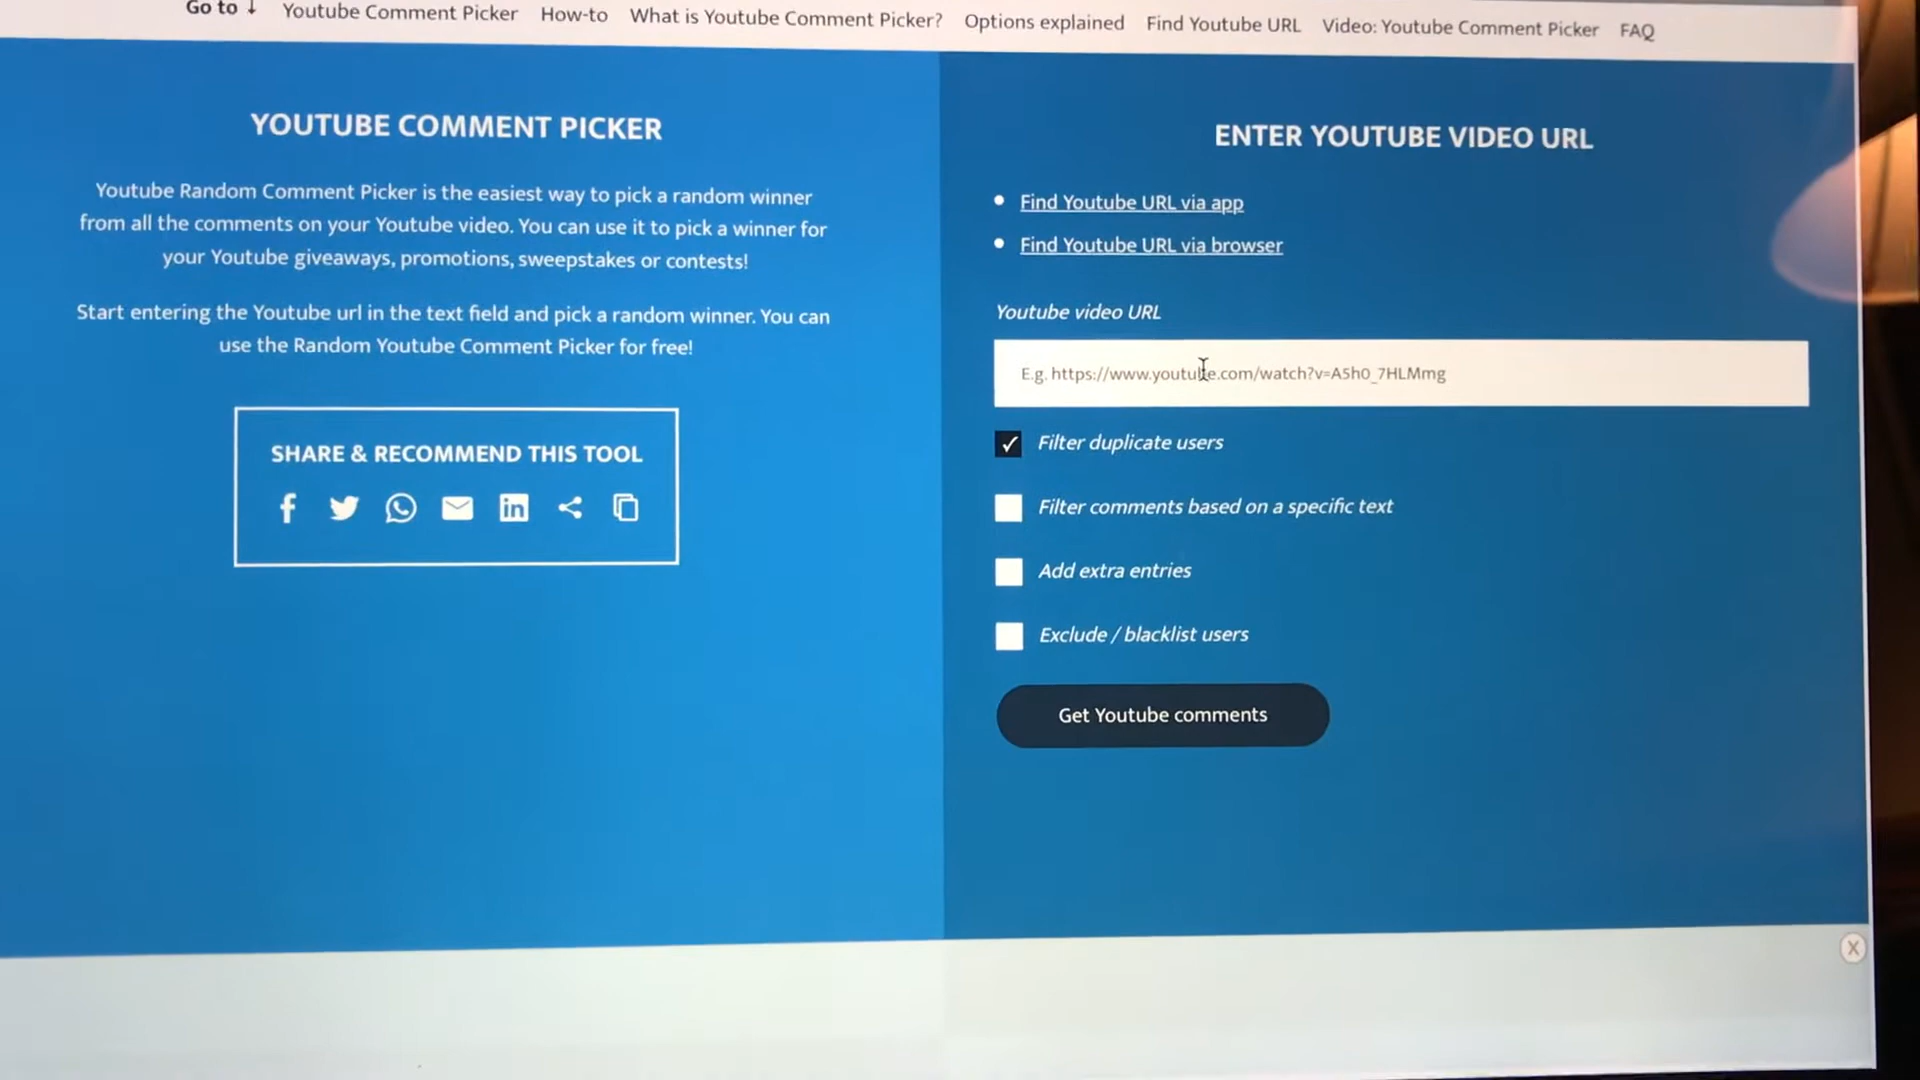 Go to ↓ Youtube Comment Picker How-to What is Youtube Comment Picker? Options explained Find Youtube URL Video: Youtube Comment Picker FAQ
YOUTUBE COMMENT PICKER
Youtube Random Comment Picker is the easiest way to pick a random winner
from all the comments on your Youtube video. You can use it to pick a winner for
your Youtube giveaways, promotions, sweepstakes or contests!
Start entering the Youtube url in the text field and pick a random winner. You can
use the Random Youtube Comment Picker for free!
SHARE & RECOMMEND THIS TOOL
ENTER YOUTUBE VIDEO URL
Find Youtube URL via app
Find Youtube URL via browser
Youtube video URL
E.g. https://www.youtube.com/watch?v=A5h0_7HLMmg
Filter duplicate users
Filter comments based on a specific text
Add extra entries
Exclude / blacklist users
Get Youtube comments
X